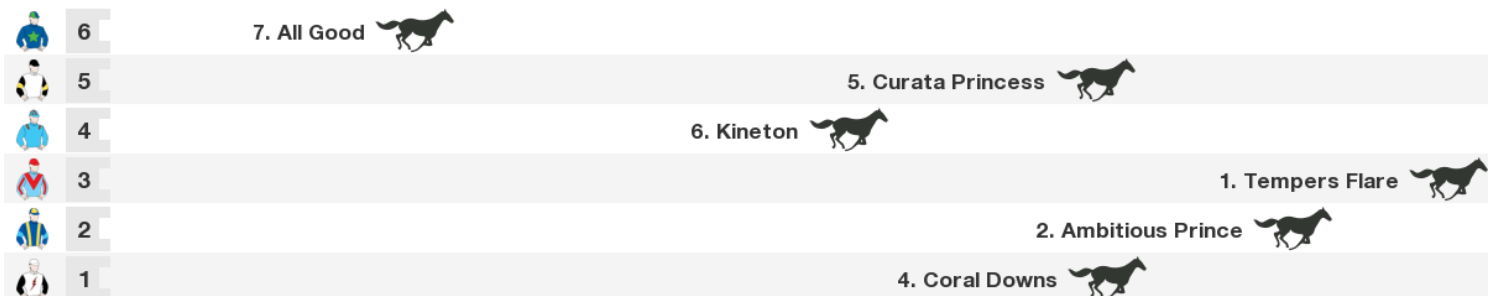 6 7. All Good
5 5. Curata Princess
4 6. Kineton
3 1. Tempers Flare
2 2. Ambitious Prince
1 4. Coral Downs